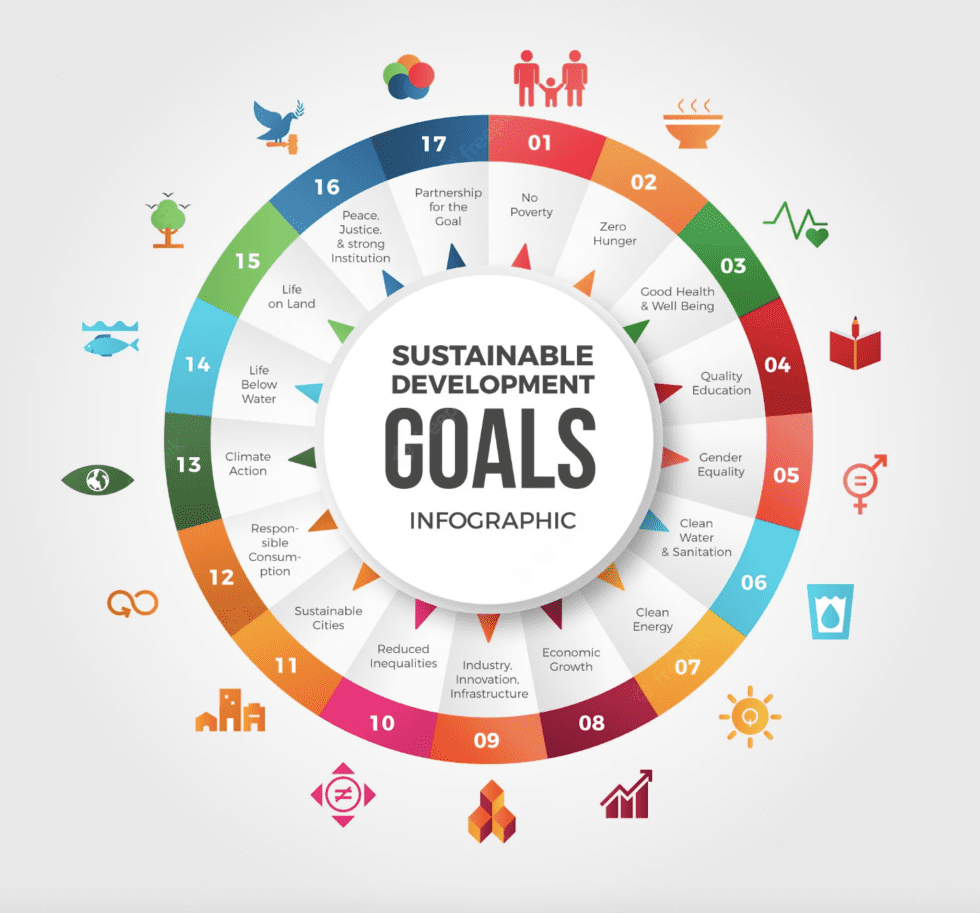 SUSTAINABLE
DEVELOPMENT
GOALS
INFOGRAPHIC
01
No
Poverty
02
Zero
Hunger
03
Good Health
& Well Being
04
Quality
Education
05
Gender
Equality
06
Clean
Water
& Sanitation
07
Clean
Energy
08
Economic
Growth
09
Industry,
Innovation,
Infrastructure
10
Reduced
Inequalities
11
Sustainable
Cities
12
Respon-
sible
Consum-
ption
13
Climate
Action
14
Life
Below
Water
15
Life
on Land
16
Peace,
Justice,
& strong
Institution
17
Partnership
for the
Goal